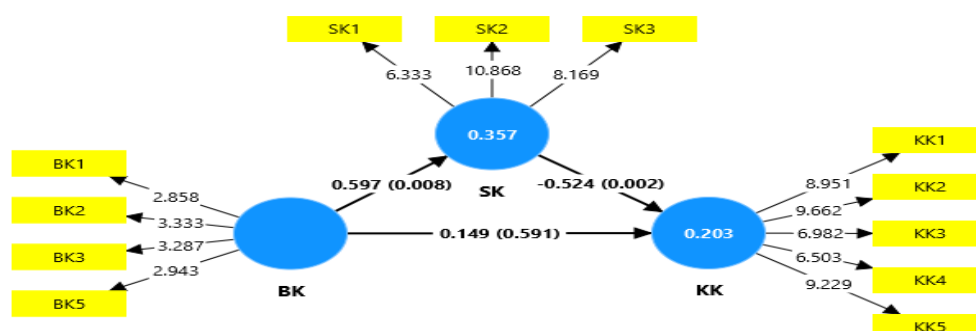 SK1
SK2
SK3
6.333
10.868
8.169
0.357
SK
BK1
BK2
BK3
BK5
2.858
3.333
3.287
2.943
BK
0.597 (0.008)
-0.524 (0.002)
0.149 (0.591)
0.203
KK
8.951
9.662
6.982
6.503
9.229
KK1
KK2
KK3
KK4
KK5